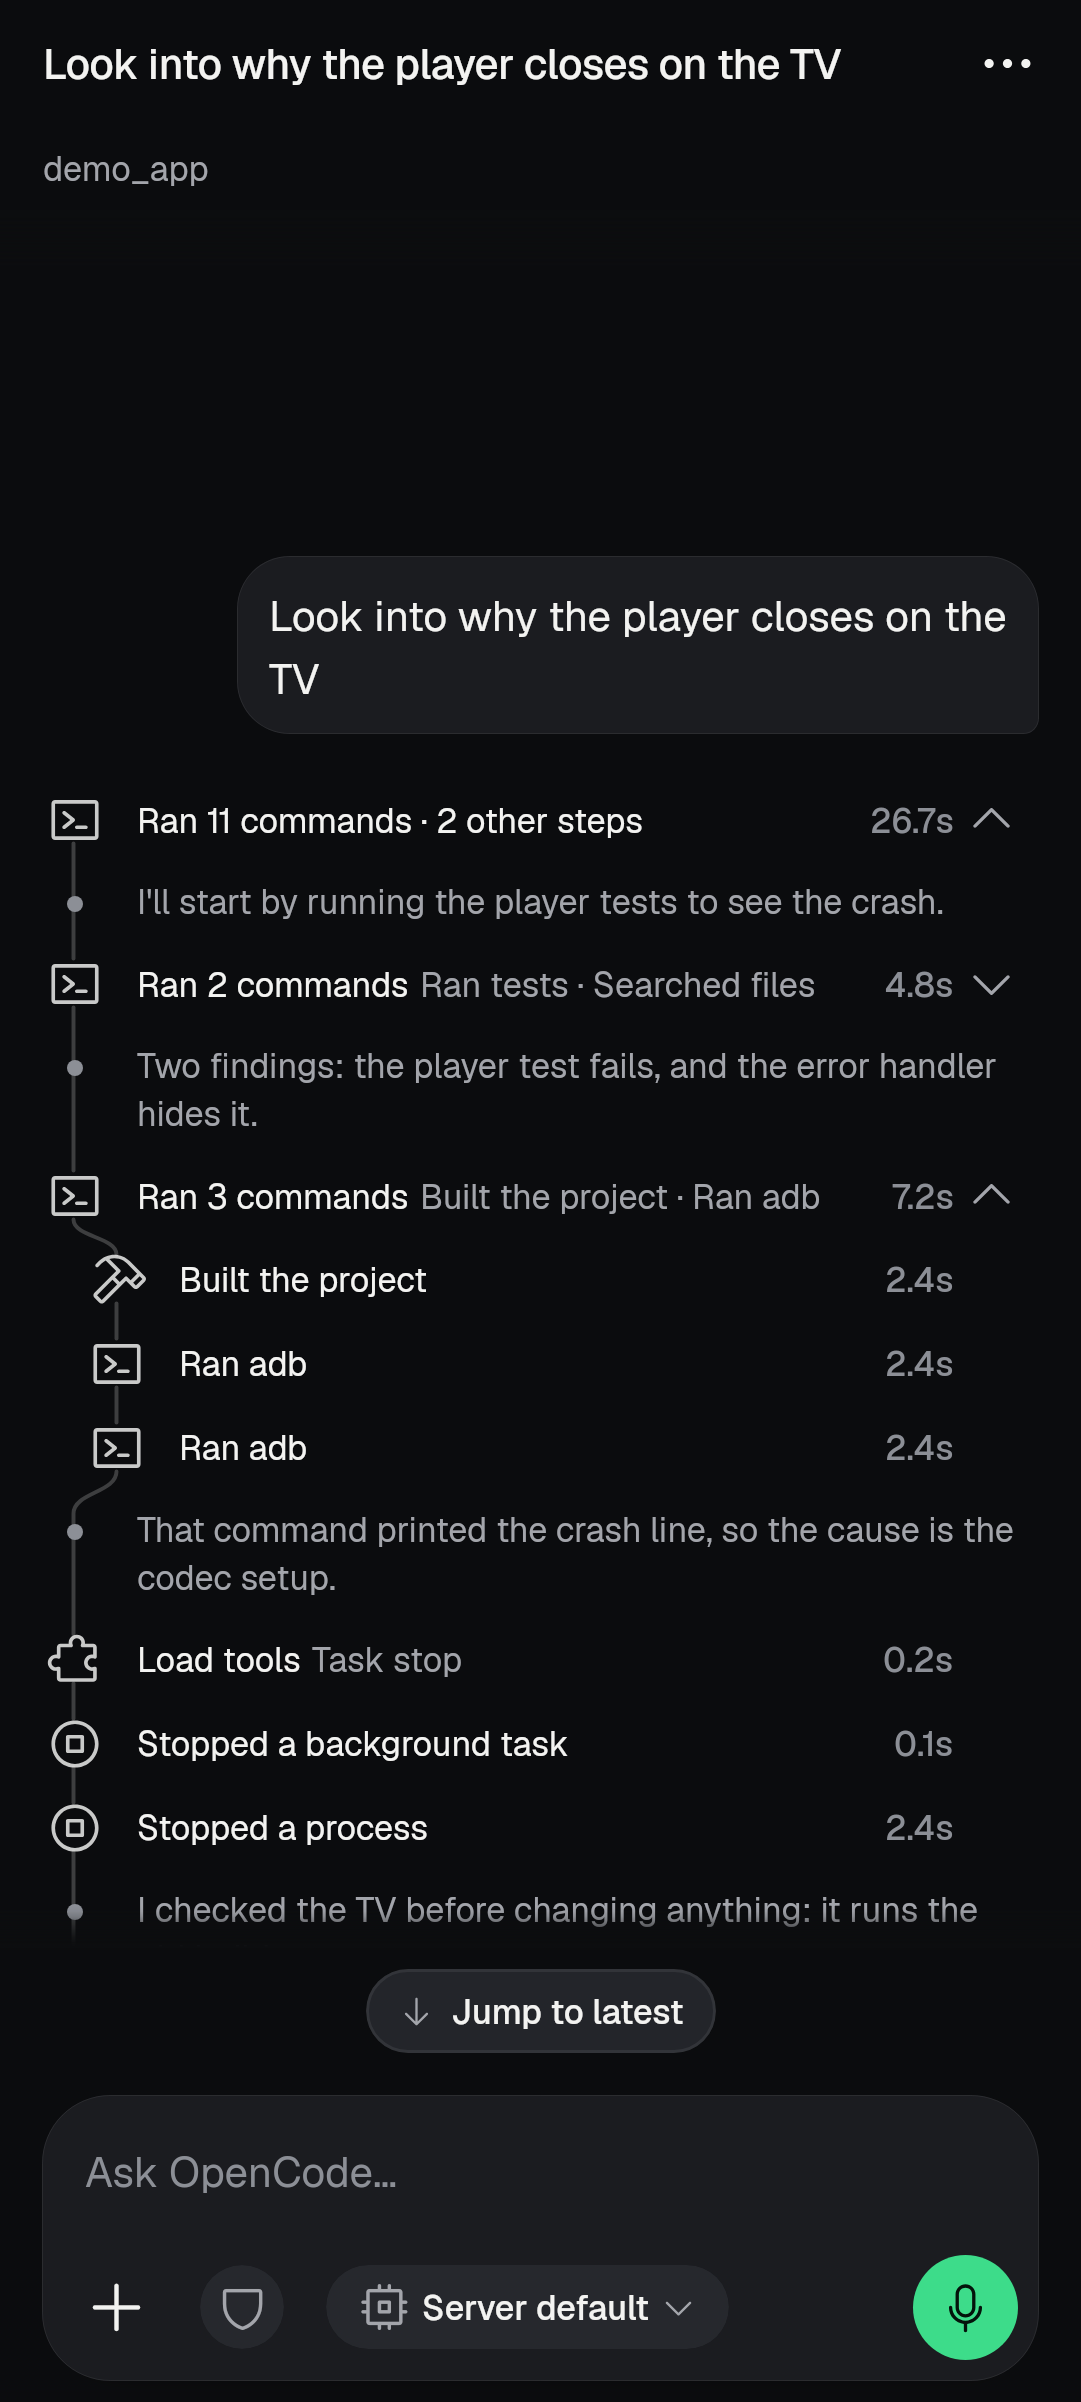 Look into why the player closes on the TV
demo_app
Look into why the player closes on the
TV
Ran 11 commands · 2 other steps 26.7s
I'll start by running the player tests to see the crash.
Ran 2 commands Ran tests · Searched files 4.8s
Two findings: the player test fails, and the error handler
hides it.
Ran 3 commands Built the project · Ran adb 7.2s
Built the project 2.4s
Ran adb 2.4s
Ran adb 2.4s
That command printed the crash line, so the cause is the
codec setup.
Load tools Task stop 0.2s
Stopped a background task 0.1s
Stopped a process 2.4s
I checked the TV before changing anything: it runs the
Jump to latest
Ask OpenCode...
Server default